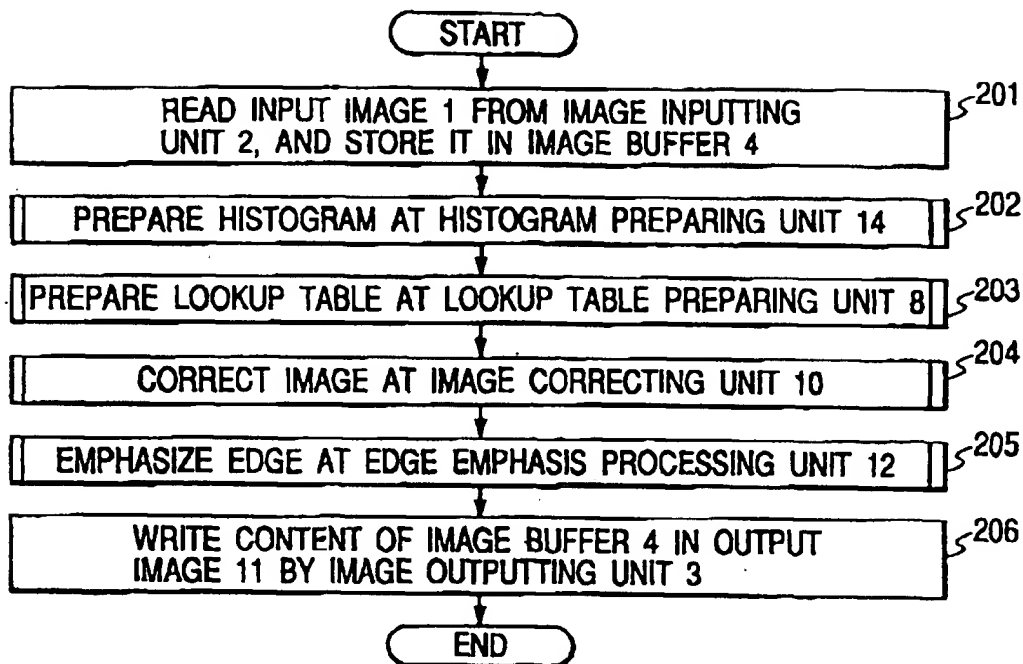 START
READ INPUT IMAGE 1 FROM IMAGE INPUTTING
UNIT 2, AND STORE IT IN IMAGE BUFFER 4
201
PREPARE HISTOGRAM AT HISTOGRAM PREPARING UNIT 14
202
PREPARE LOOKUP TABLE AT LOOKUP TABLE PREPARING UNIT 8
203
CORRECT IMAGE AT IMAGE CORRECTING UNIT 10
204
EMPHASIZE EDGE AT EDGE EMPHASIS PROCESSING UNIT 12
205
WRITE CONTENT OF IMAGE BUFFER 4 IN OUTPUT
IMAGE 11 BY IMAGE OUTPUTTING UNIT 3
206
END